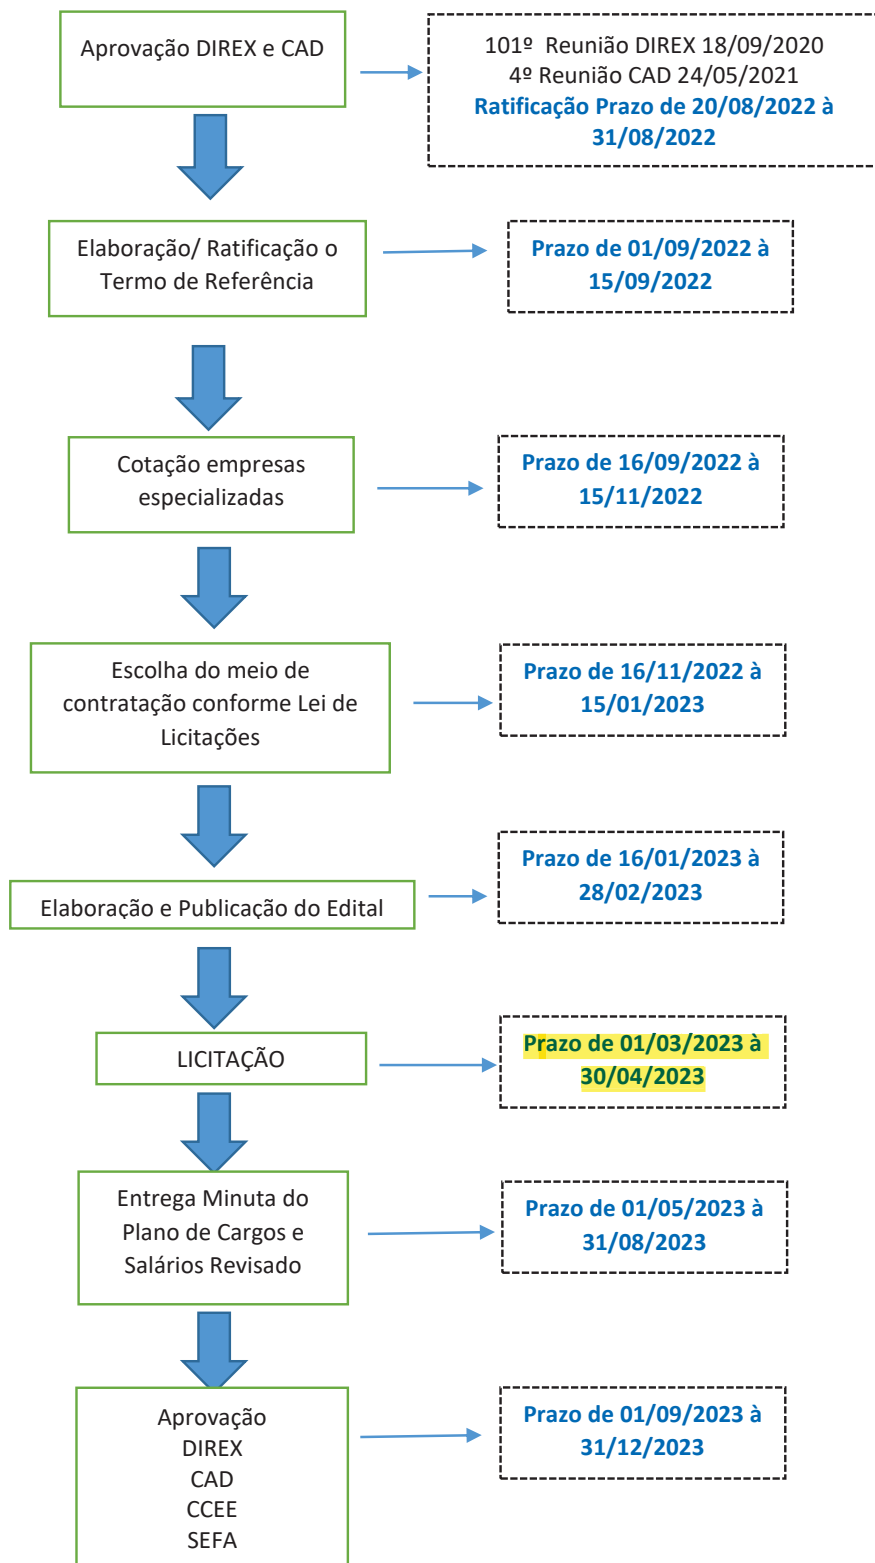 Aprovação DIREX e CAD
101º Reunião DIREX 18/09/2020
4º Reunião CAD 24/05/2021
Ratificação Prazo de 20/08/2022 à
31/08/2022
Elaboração/ Ratificação o
Termo de Referência
Prazo de 01/09/2022 à
15/09/2022
Cotação empresas
especializadas
Prazo de 16/09/2022 à
15/11/2022
Escolha do meio de
contratação conforme Lei de
Licitações
Prazo de 16/11/2022 à
15/01/2023
Elaboração e Publicação do Edital
Prazo de 16/01/2023 à
28/02/2023
LICITAÇÃO
Prazo de 01/03/2023 à
30/04/2023
Entrega Minuta do
Plano de Cargos e
Salários Revisado
Prazo de 01/05/2023 à
31/08/2023
Aprovação
DIREX
CAD
CCEE
SEFA
Prazo de 01/09/2023 à
31/12/2023